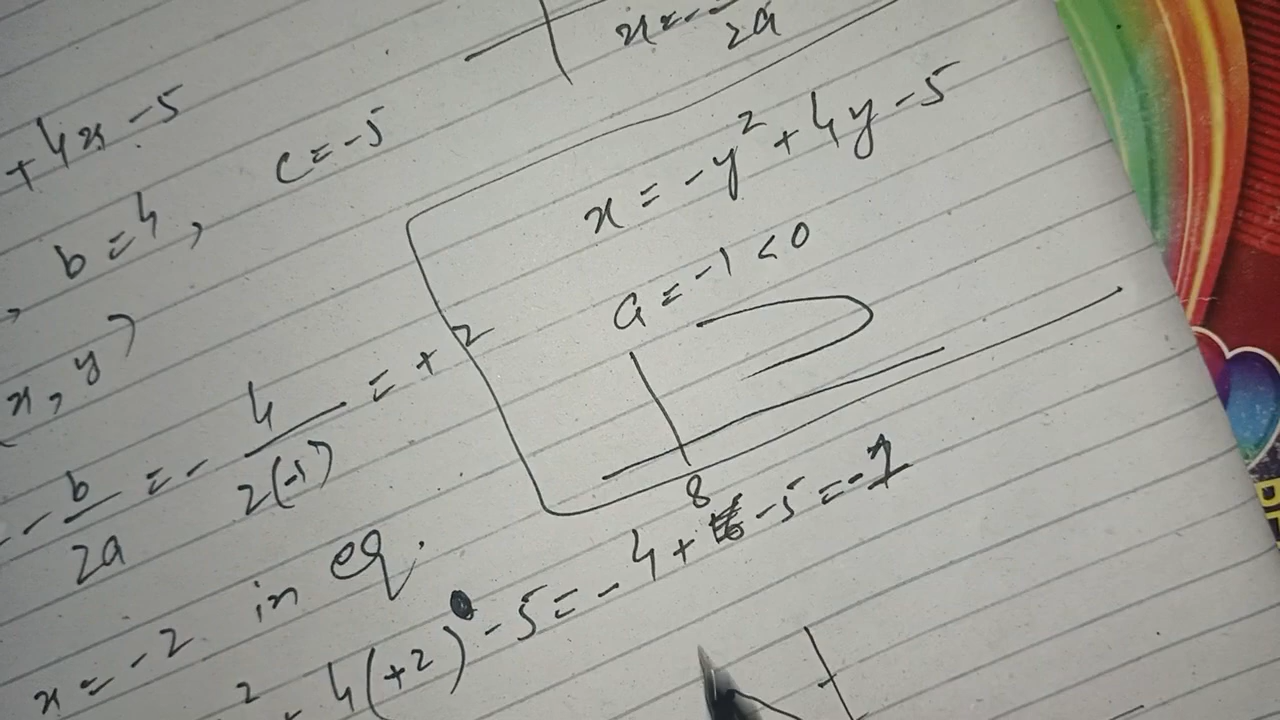 x = -
2a
+ 4x - 5
c = -5
, b = 4,
x, y)
- b/2a = - 4/2(-1) = + 2
x = - 2 in eq.
2
4(+2) - 5 = - 4 + 8 - 5 = -1
x = -y² + 4y - 5
a = -1 < 0